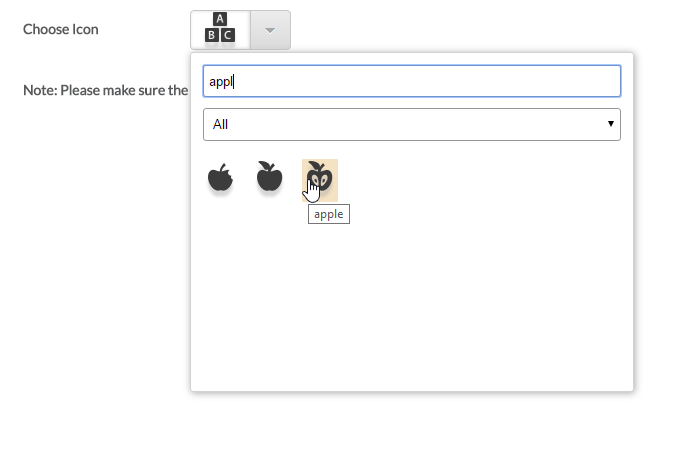 Choose Icon
A
B C
Note: Please make sure the
appl
All
apple